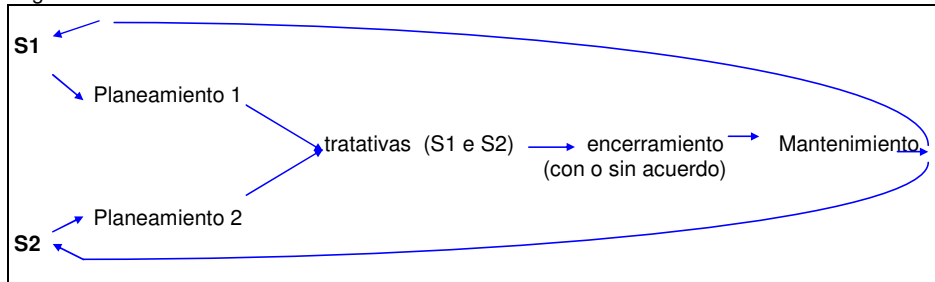 S1
Planeamiento 1
tratativas (S1 e S2)
encerramiento
(con o sin acuerdo)
Mantenimiento
Planeamiento 2
S2